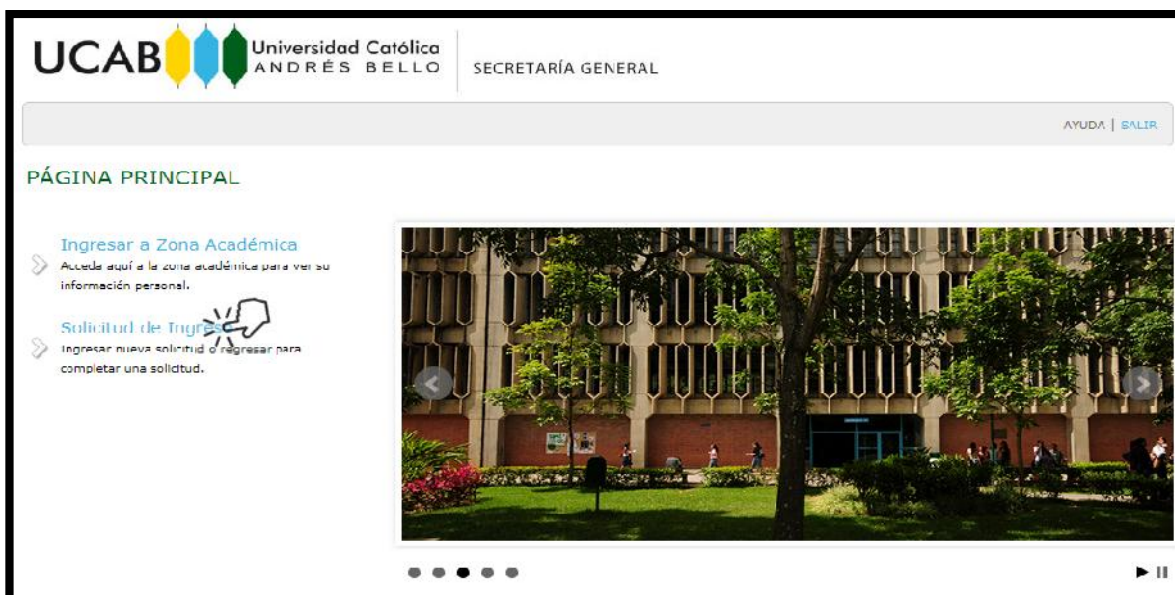 UCAB Universidad Católica
ANDRÉS BELLO
SECRETARÍA GENERAL
AYUDA | SALIR
PÁGINA PRINCIPAL
Ingresar a Zona Académica
Acceda aquí a la zona académica para ver su
información personal.
Solicitud de Ingreso
Ingresar nueva solicitud o regresar para
completar una solicitud.